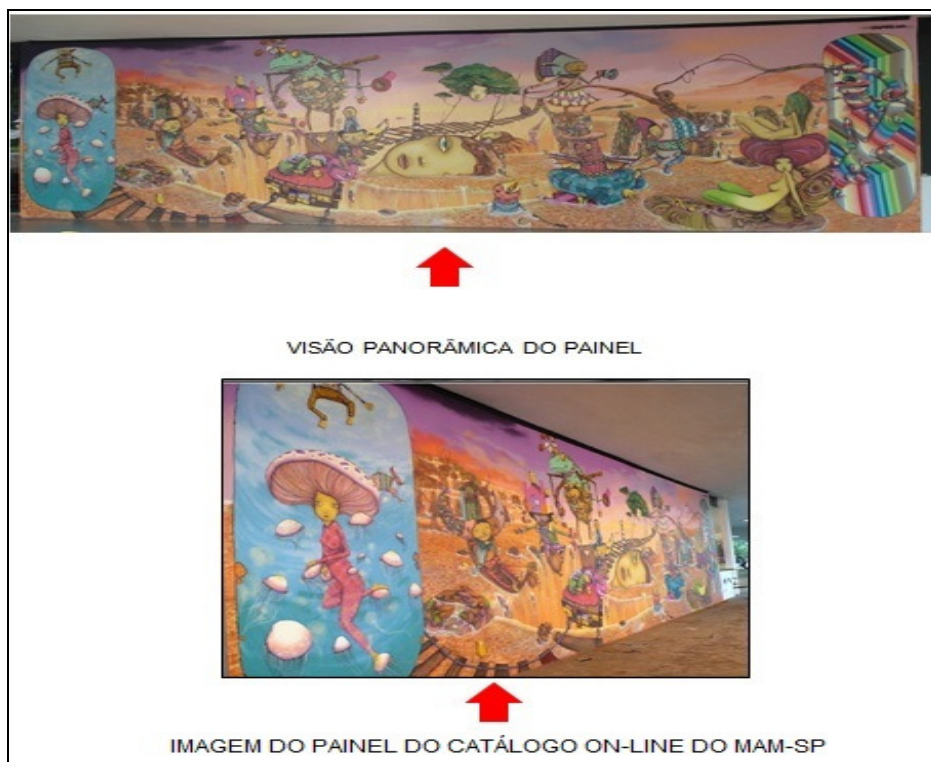 VISÃO PANORÂMICA DO PAINEL
IMAGEM DO PAINEL DO CATÁLOGO ON-LINE DO MAM-SP